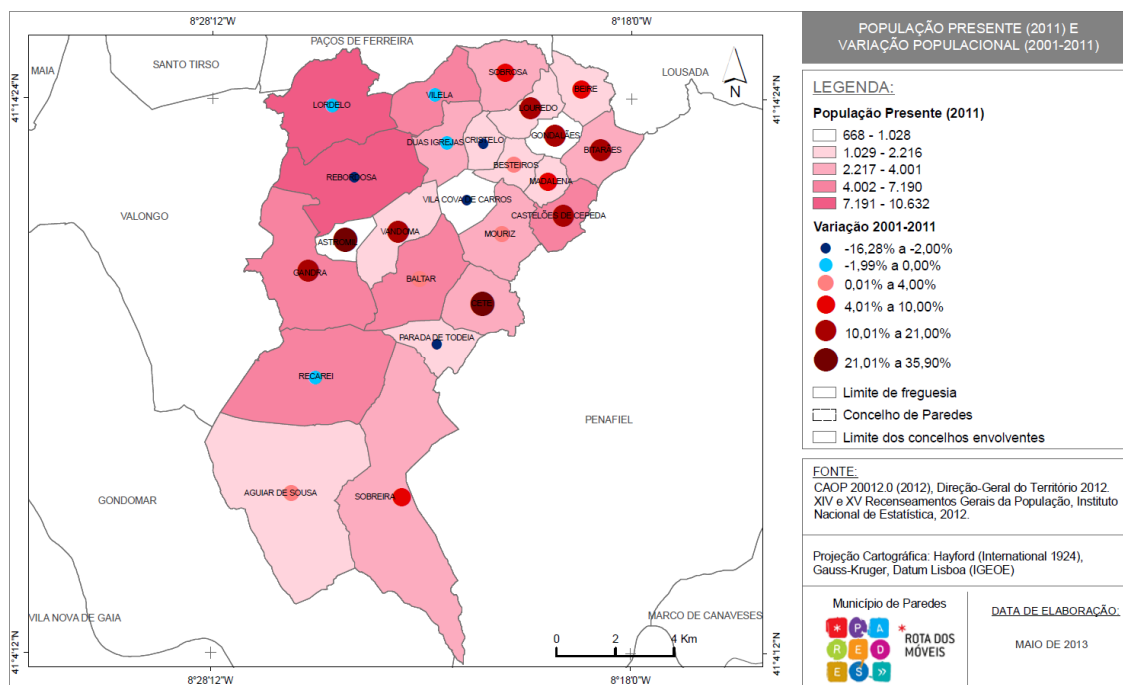 8°28'12"W
8°18'0"W
PAÇOS DE FERREIRA
SANTO TIRSO
MAIA
LOUSADA
N
41°14'24"N
41°14'24"N
SOBROSA
BEIRE
VILELA
LORDELO
LOUREDO
GONDALÃES
DUAS IGREJAS
CRISTELO
BITARÃES
BESTEIROS
REBORDOSA
MADALENA
VILA COVA DE CARROS
VALONGO
CASTELÕES DE CEPEDA
VANDOMA
MOURIZ
ASTROMIL
GANDRA
BALTAR
CETE
PARADA DE TODEIA
RECAREI
PENAFIEL
AGUIAR DE SOUSA
SOBREIRA
GONDOMAR
VILA NOVA DE GAIA
MARCO DE CANAVESES
0 2 4 Km
41°4'12"N
41°4'12"N
8°28'12"W
8°18'0"W
POPULAÇÃO PRESENTE (2011) E
VARIAÇÃO POPULACIONAL (2001-2011)
LEGENDA:
População Presente (2011)
668 - 1.028
1.029 - 2.216
2.217 - 4.001
4.002 - 7.190
7.191 - 10.632
Variação 2001-2011
-16,28% a -2,00%
-1,99% a 0,00%
0,01% a 4,00%
4,01% a 10,00%
10,01% a 21,00%
21,01% a 35,90%
Limite de freguesia
Concelho de Paredes
Limite dos concelhos envolventes
FONTE:
CAOP 20012.0 (2012), Direção-Geral do Território 2012.
XIV e XV Recenseamentos Gerais da População, Instituto
Nacional de Estatística, 2012.
Projeção Cartográfica: Hayford (International 1924),
Gauss-Kruger, Datum Lisboa (IGEOE)
Município de Paredes
* P A
R E D
E S »
* ROTA DOS
MÓVEIS
DATA DE ELABORAÇÃO:
MAIO DE 2013